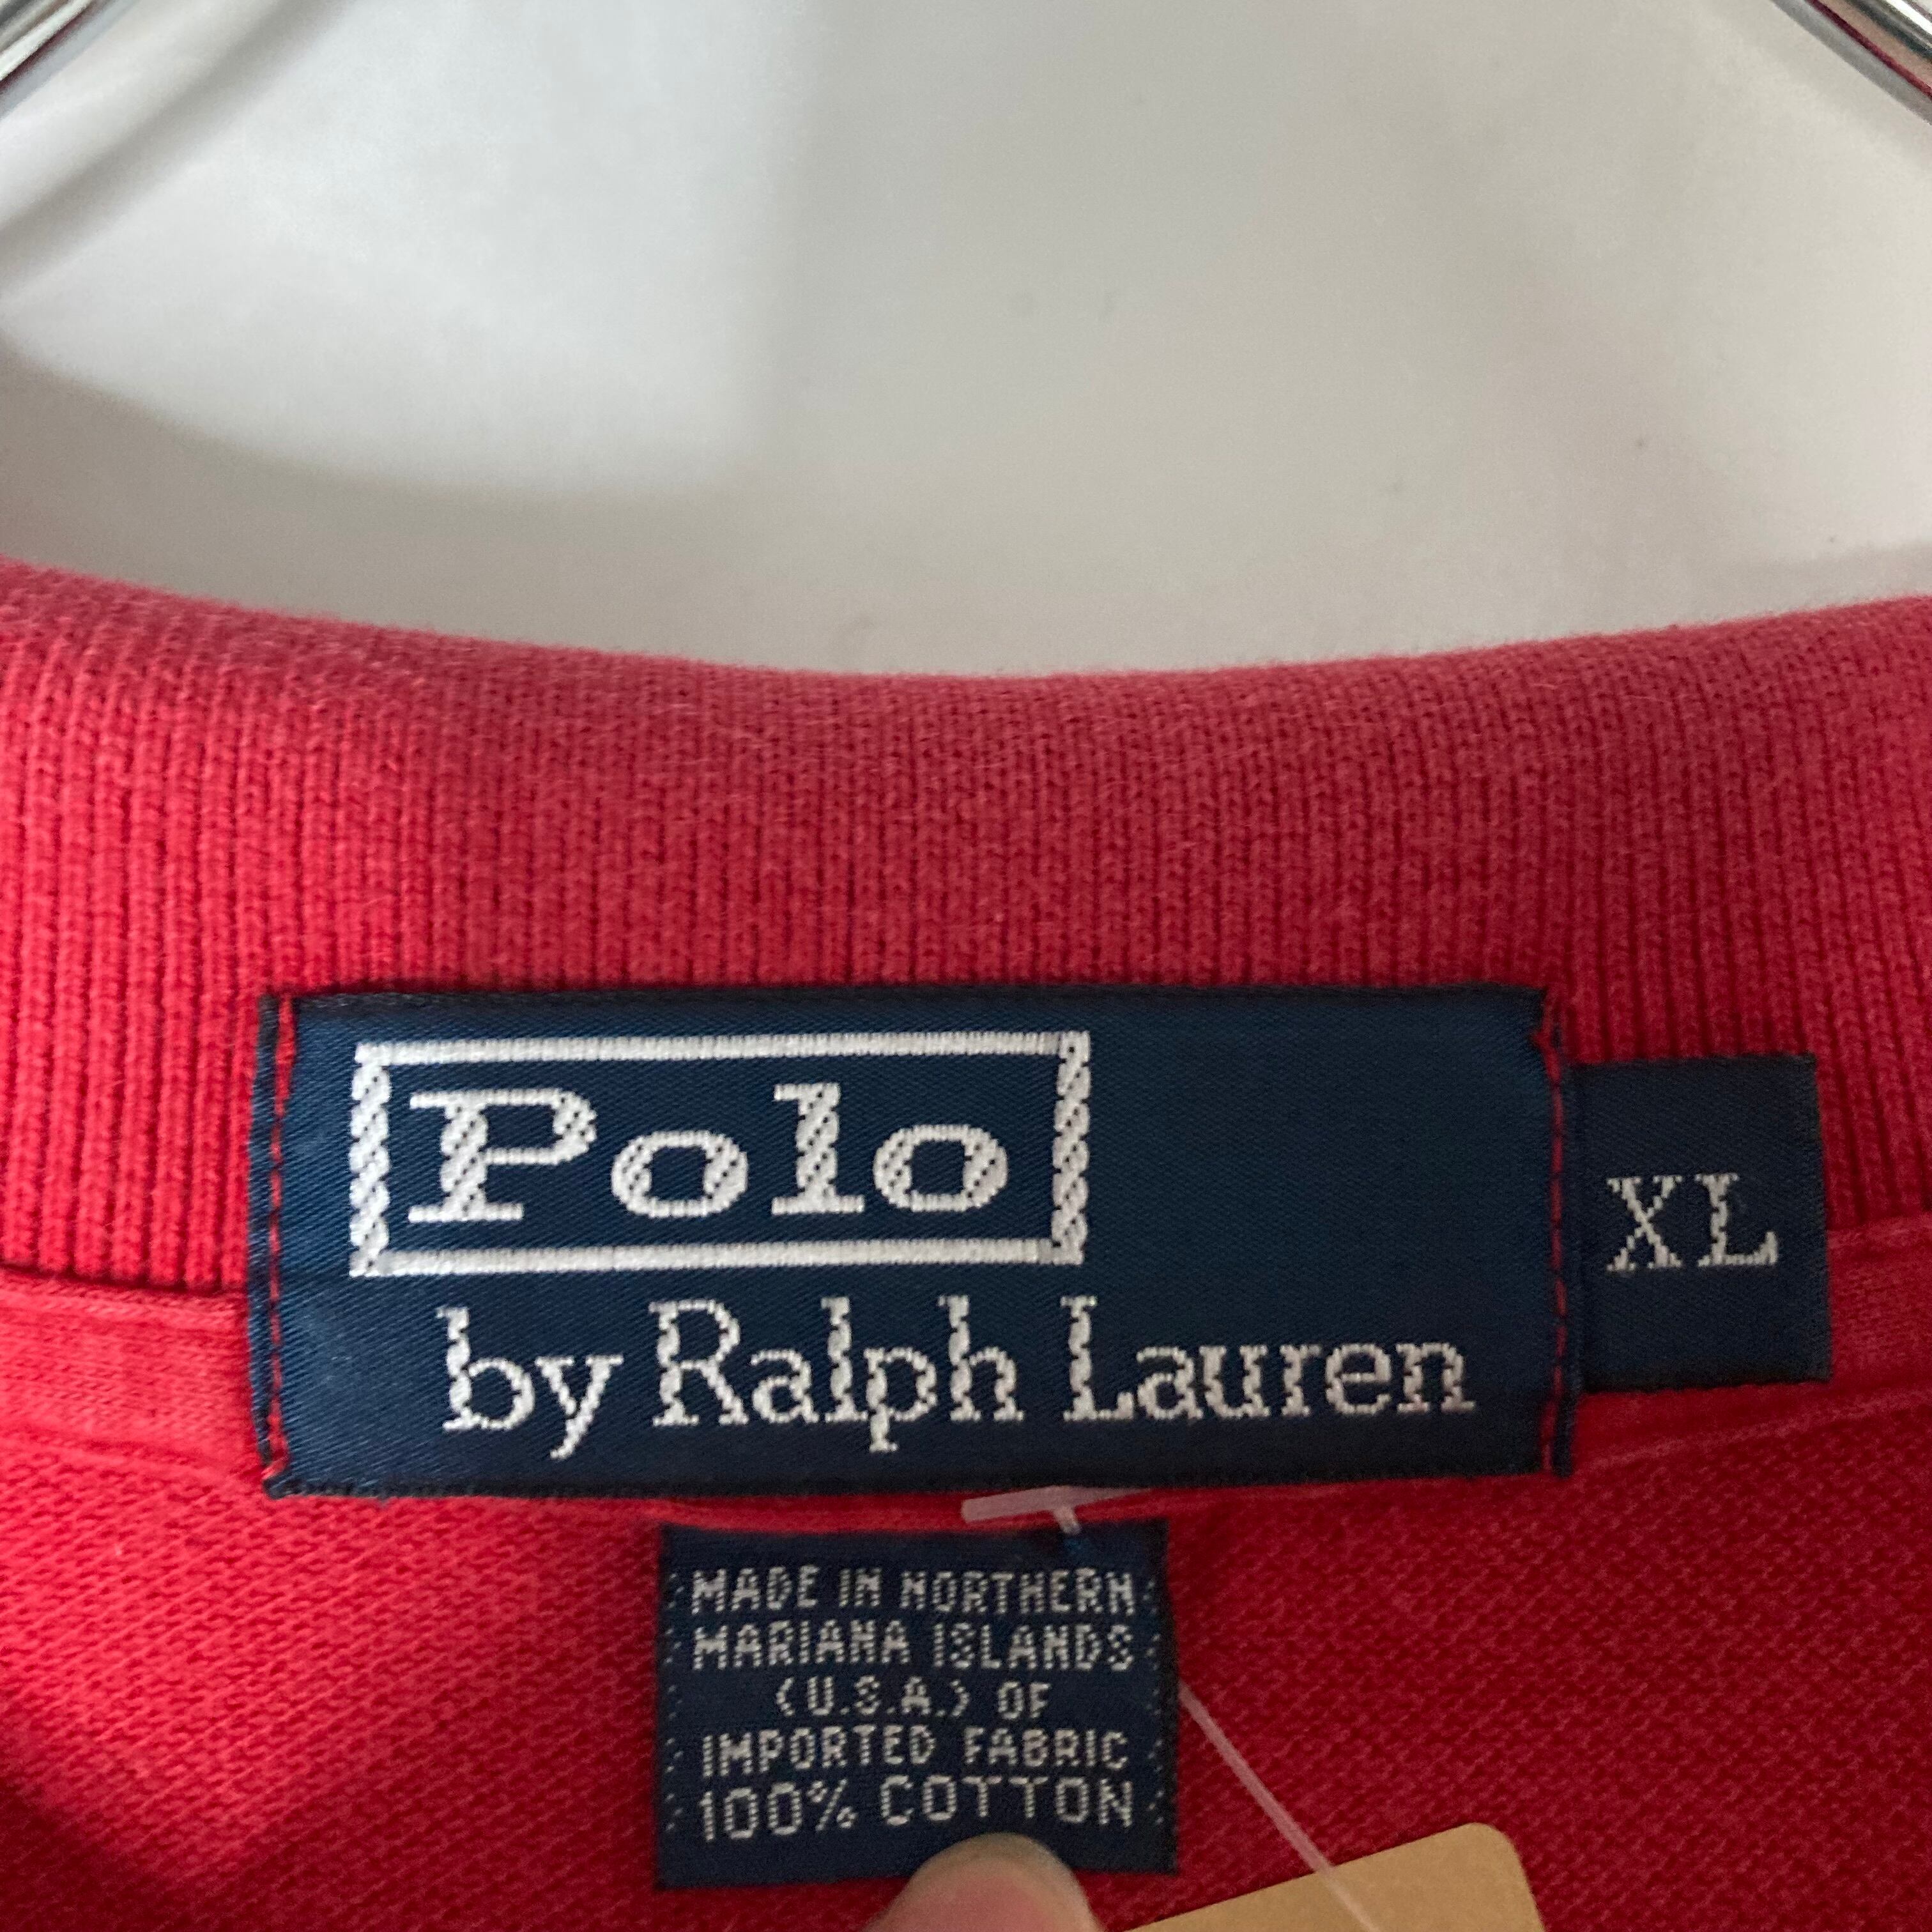 Polo
by Ralph Lauren
XL
MADE IN NORTHERN
MARIANA ISLANDS
(U.S.A.) OF
IMPORTED FABRIC
100% COTTON